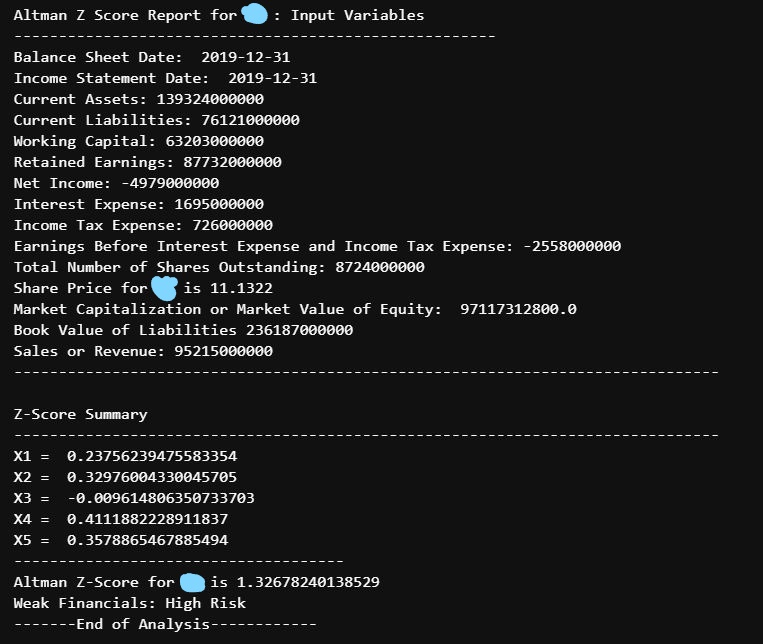 Altman Z Score Report for : Input Variables
------------------------------------------------------
Balance Sheet Date:  2019-12-31
Income Statement Date:  2019-12-31
Current Assets: 139324000000
Current Liabilities: 76121000000
Working Capital: 63203000000
Retained Earnings: 87732000000
Net Income: -4979000000
Interest Expense: 1695000000
Income Tax Expense: 726000000
Earnings Before Interest Expense and Income Tax Expense: -2558000000
Total Number of Shares Outstanding: 8724000000
Share Price for is 11.1322
Market Capitalization or Market Value of Equity:  97117312800.0
Book Value of Liabilities 236187000000
Sales or Revenue: 95215000000
-------------------------------------------------------------------------------
Z-Score Summary
-------------------------------------------------------------------------------
X1 =  0.23756239475583354
X2 =  0.32976004330045705
X3 =  -0.009614806350733703
X4 =  0.4111882228911837
X5 =  0.3578865467885494
-------------------------------------
Altman Z-Score for is 1.32678240138529
Weak Financials: High Risk
-------End of Analysis------------